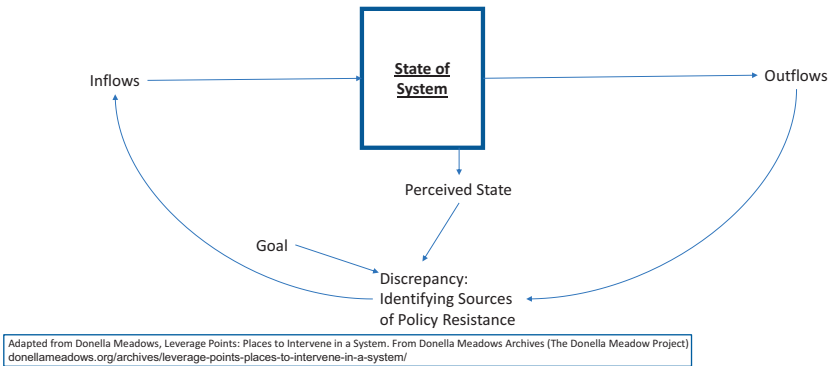 State of
System
Inflows
Outflows
Perceived State
Goal
Discrepancy:
Identifying Sources
of Policy Resistance
Adapted from Donella Meadows, Leverage Points: Places to Intervene in a System. From Donella Meadows Archives (The Donella Meadow Project)
donellameadows.org/archives/leverage-points-places-to-intervene-in-a-system/